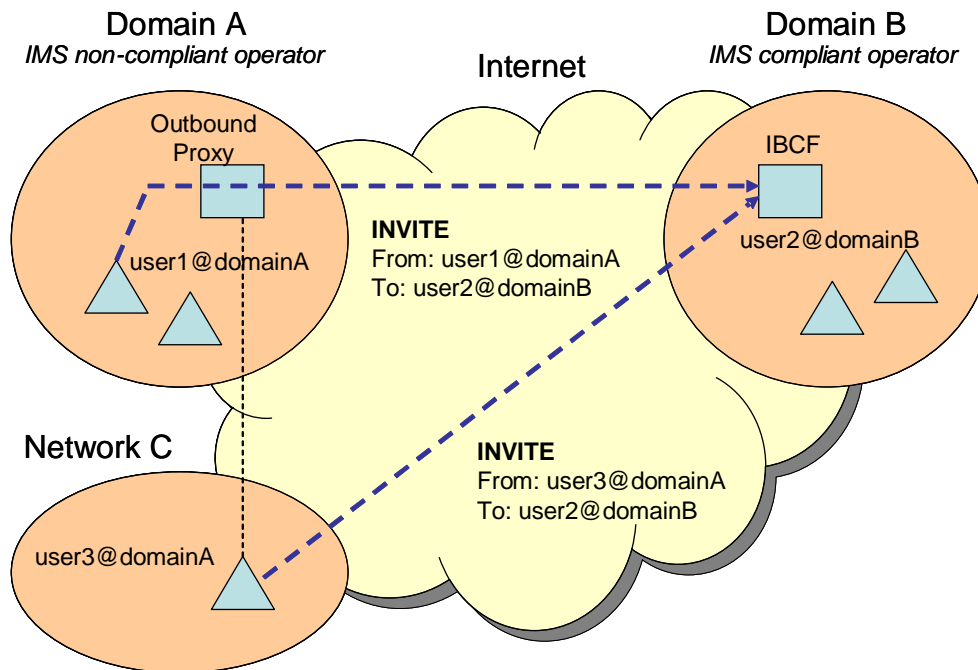 Domain A
IMS non-compliant operator
Domain B
IMS compliant operator
Internet
Outbound
Proxy
IBCF
INVITE
From: user1@domainA
To: user2@domainB
user1@domainA
user2@domainB
Network C
INVITE
From: user3@domainA
To: user2@domainB
user3@domainA